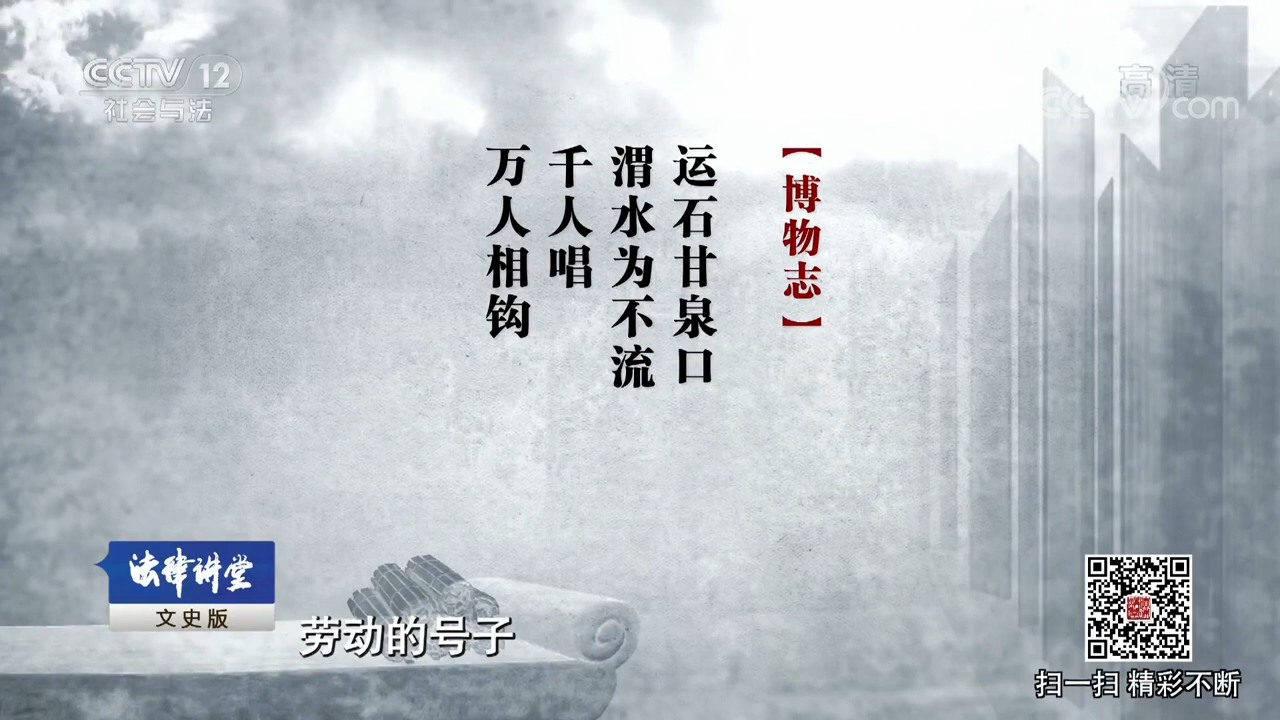 CCTV 12
社会与法
高清
CCTV.com
【博物志】
运石甘泉口
渭水为不流
千人唱
万人相钩
法律讲堂
文史版
劳动的号子
扫一扫 精彩不断